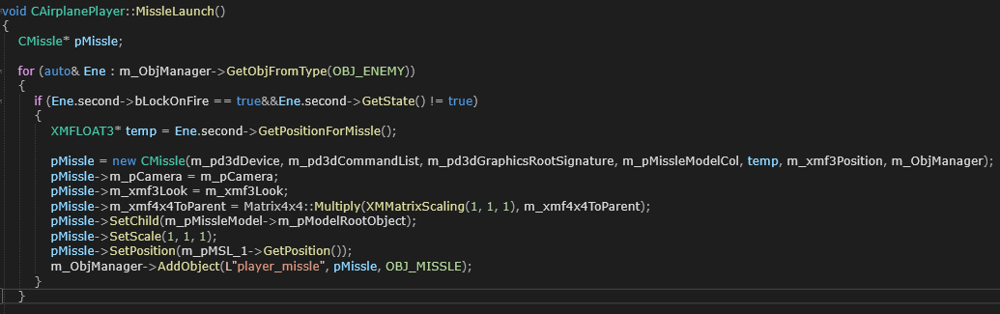 void CAirplanePlayer::MissleLaunch()
{
CMissle* pMissle;
for (auto& Ene : m_ObjManager->GetObjFromType(OBJ_ENEMY))
{
if (Ene.second->bLockOnFire == true&&Ene.second->GetState() != true)
{
XMFLOAT3* temp = Ene.second->GetPositionForMissle();
pMissle = new CMissle(m_pd3dDevice, m_pd3dCommandList, m_pd3dGraphicsRootSignature, m_pMissleModelCol, temp, m_xmf3Position, m_ObjManager);
pMissle->m_pCamera = m_pCamera;
pMissle->m_xmf3Look = m_xmf3Look;
pMissle->m_xmf4x4ToParent = Matrix4x4::Multiply(XMMatrixScaling(1, 1, 1), m_xmf4x4ToParent);
pMissle->SetChild(m_pMissleModel->m_pModelRootObject);
pMissle->SetScale(1, 1, 1);
pMissle->SetPosition(m_pMSL_1->GetPosition());
m_ObjManager->AddObject(L"player_missle", pMissle, OBJ_MISSLE);
}
}